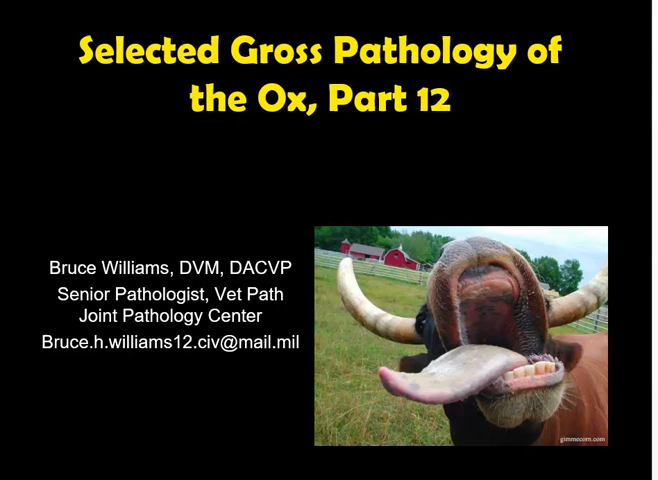 Selected Gross Pathology of
the Ox, Part 12
Bruce Williams, DVM, DACVP
Senior Pathologist, Vet Path
Joint Pathology Center
Bruce.h.williams12.civ@mail.mil
gimmecorn.com